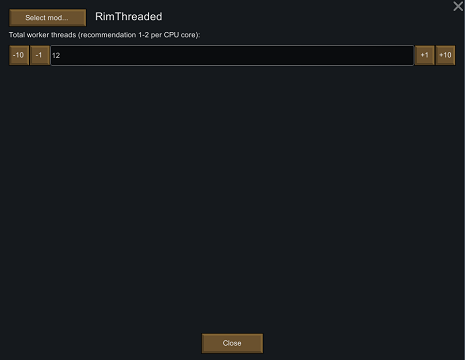 Select mod... RimThreaded
Total worker threads (recommendation 1-2 per CPU core):
-10 -1 12 +1 +10
Close